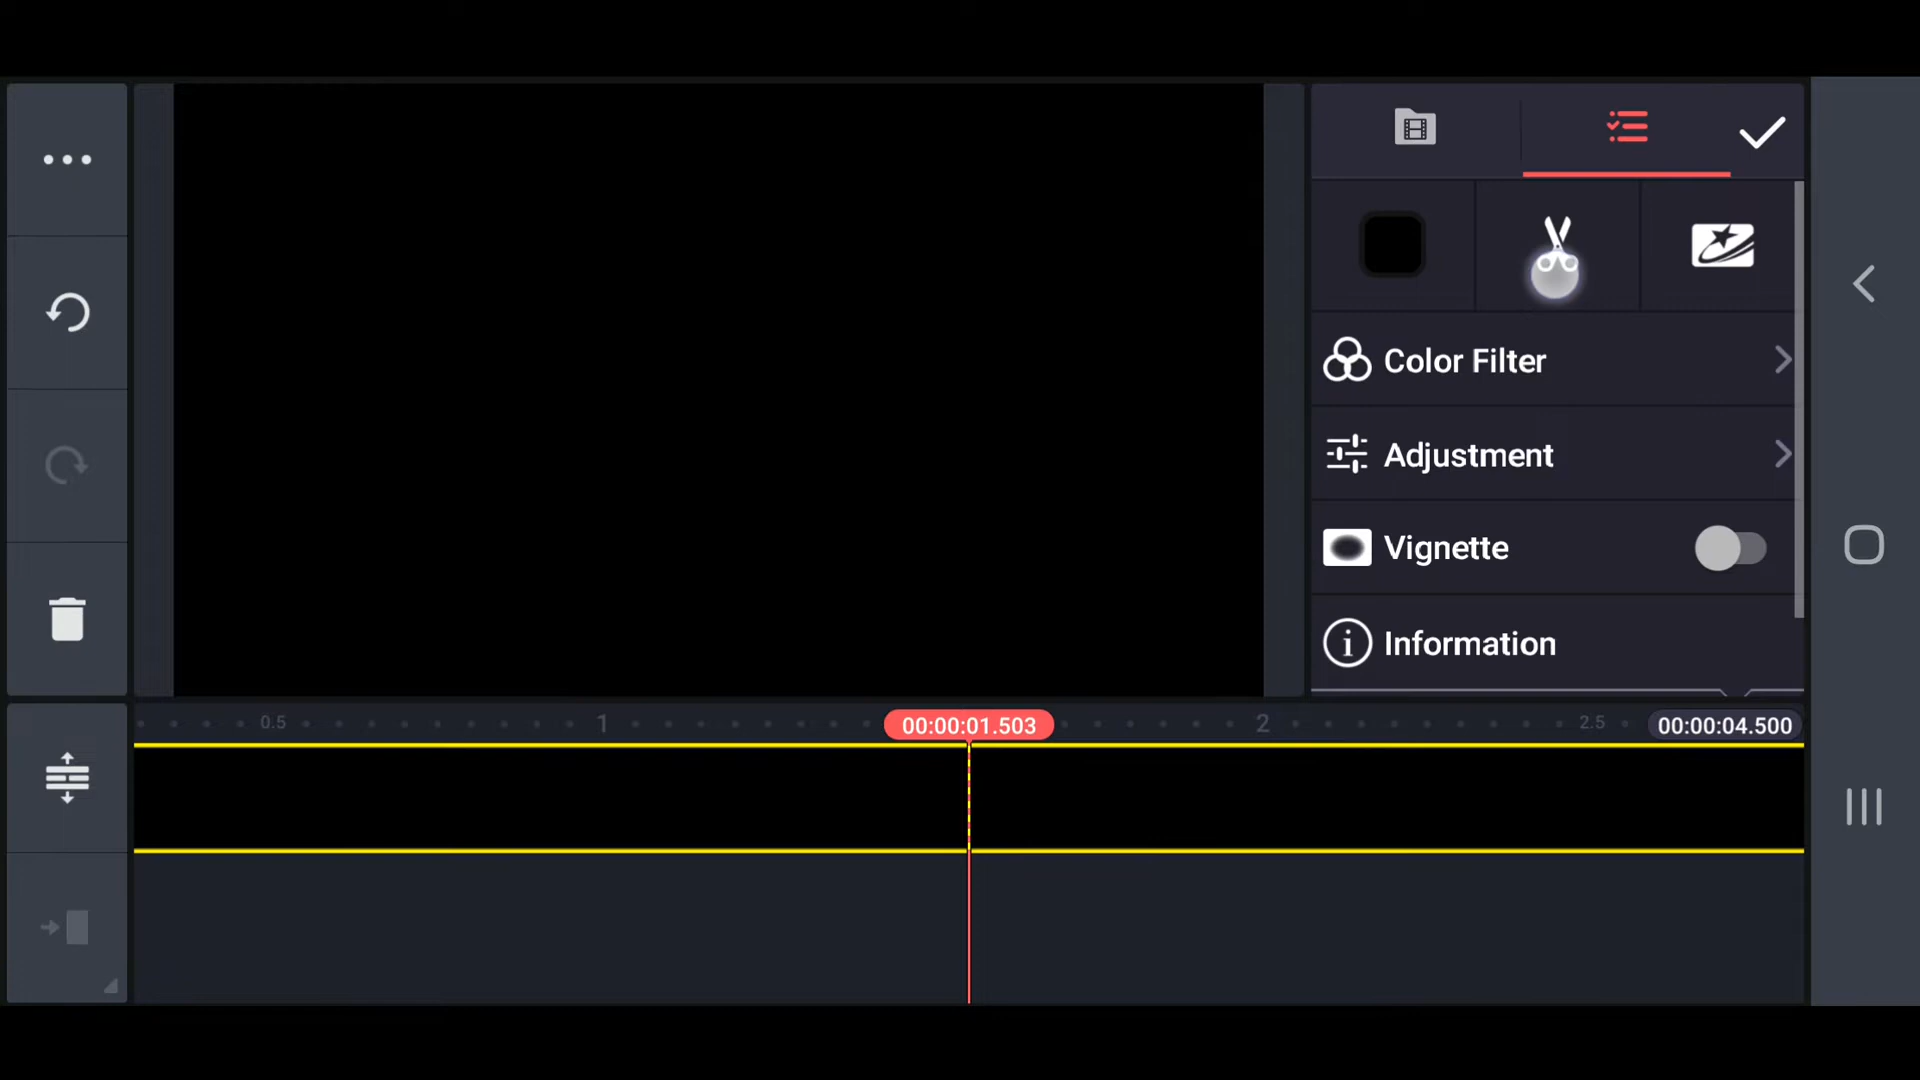 Color Filter
Adjustment
Vignette
Information
0.5
1
00:00:01.503
2
2.5
00:00:04.500